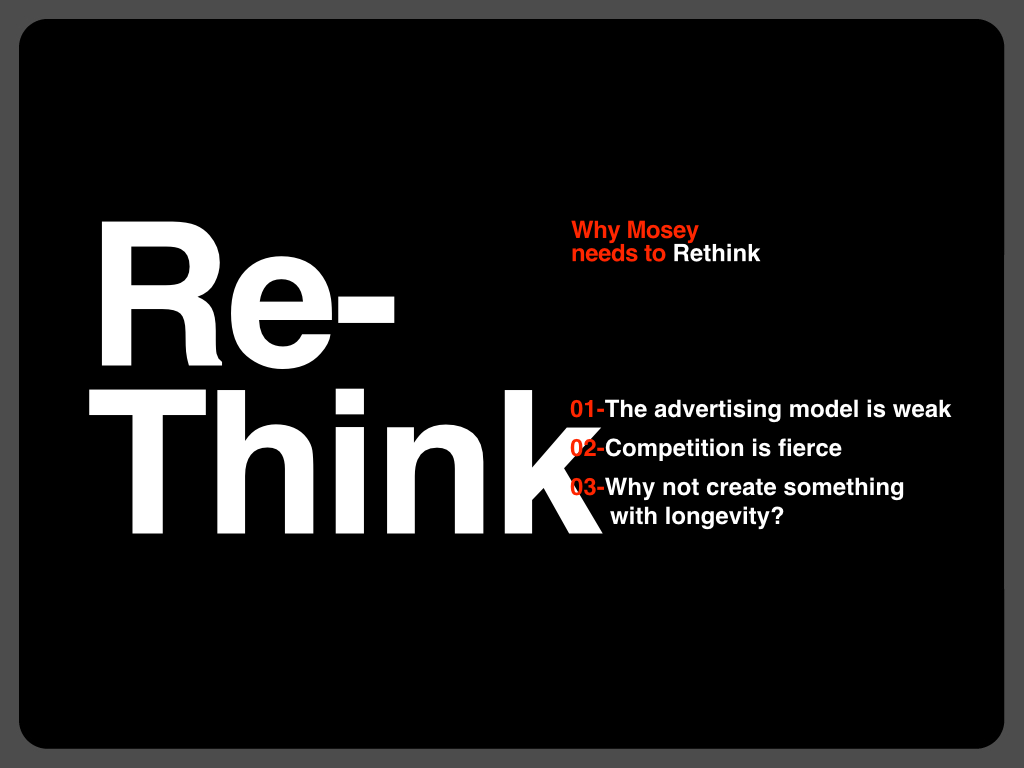 Re-
Think
Why Mosey
needs to Rethink
01-The advertising model is weak
02-Competition is fierce
03-Why not create something
with longevity?